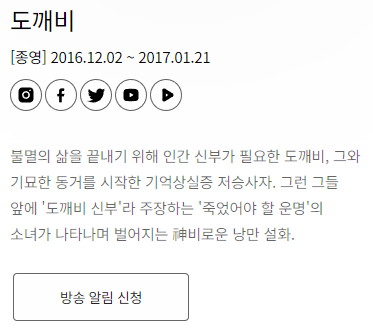 도깨비
[종영] 2016.12.02 ~ 2017.01.21
불멸의 삶을 끝내기 위해 인간 신부가 필요한 도깨비, 그와
기묘한 동거를 시작한 기억상실증 저승사자. 그런 그들
앞에 '도깨비 신부'라 주장하는 '죽었어야 할 운명'의
소녀가 나타나며 벌어지는 神비로운 낭만 설화.
방송 알림 신청